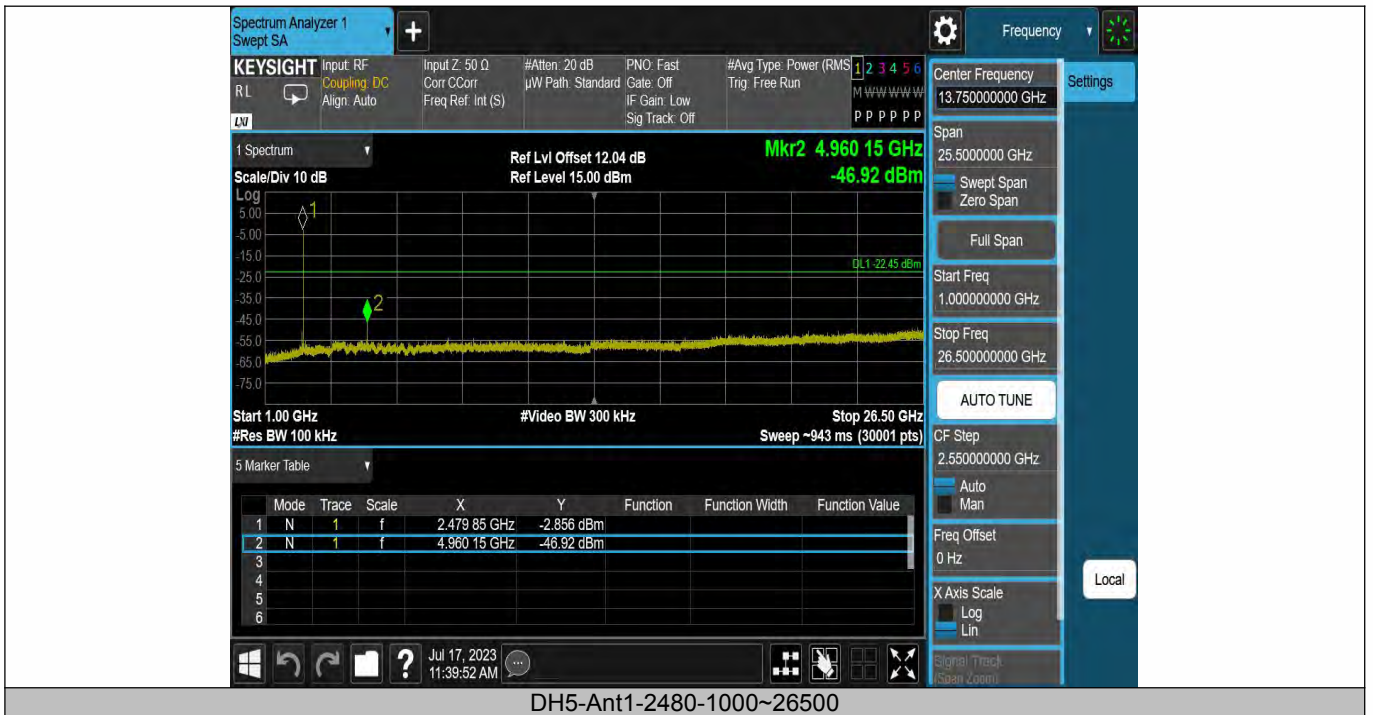 Spectrum Analyzer 1
Swept SA
+
Frequency
KEYSIGHT
RL
LXI
Input: RF
Coupling: DC
Align: Auto
Input Z: 50 Ω
Corr CCorr
Freq Ref: Int (S)
#Atten: 20 dB
µW Path: Standard
PNO: Fast
Gate: Off
IF Gain: Low
Sig Track: Off
#Avg Type: Power (RMS
Trig: Free Run
1 2 3 4 5 6
M W W W W W
P P P P P P
Center Frequency
13.750000000 GHz
Settings
Span
25.5000000 GHz
Swept Span
Zero Span
Full Span
Start Freq
1.000000000 GHz
Stop Freq
26.500000000 GHz
AUTO TUNE
CF Step
2.550000000 GHz
Auto
Man
Freq Offset
0 Hz
X Axis Scale
Log
Lin
Signal Track
(Span Zoom)
Local
1 Spectrum
Scale/Div 10 dB
Ref Lvl Offset 12.04 dB
Ref Level 15.00 dBm
Mkr2 4.960 15 GHz
-46.92 dBm
Log
5.00
-5.00
-15.0
-25.0
-35.0
-45.0
-55.0
-65.0
-75.0
1
2
DL1 -22.45 dBm
Start 1.00 GHz
#Video BW 300 kHz
Stop 26.50 GHz
#Res BW 100 kHz
Sweep ~943 ms (30001 pts)
5 Marker Table
Mode Trace Scale X Y Function Function Width Function Value
1 N 1 f 2.479 85 GHz -2.856 dBm
2 N 1 f 4.960 15 GHz -46.92 dBm
3
4
5
6
?
Jul 17, 2023
11:39:52 AM
DH5-Ant1-2480-1000~26500